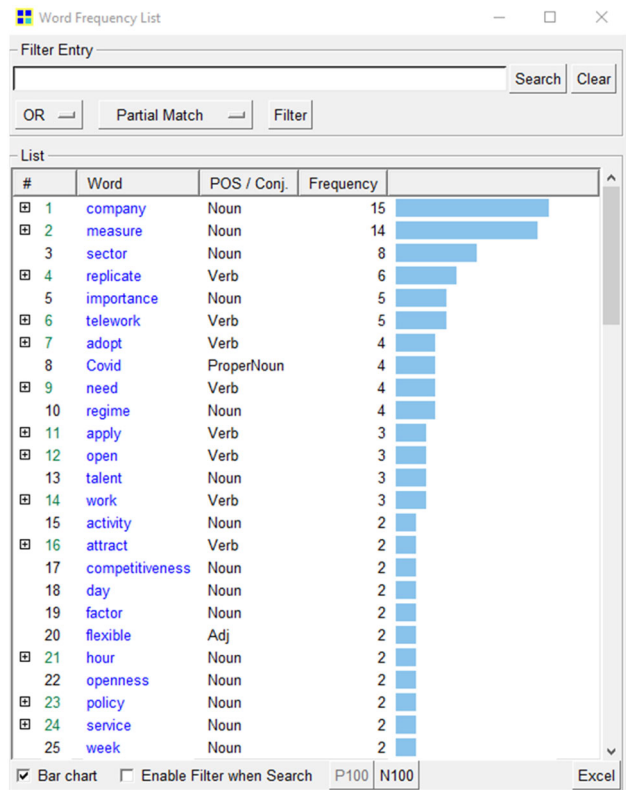 Word Frequency List
Filter Entry
Search Clear
OR Partial Match Filter
List
# Word POS / Conj. Frequency
1 company Noun 15
2 measure Noun 14
3 sector Noun 8
4 replicate Verb 6
5 importance Noun 5
6 telework Verb 5
7 adopt Verb 4
8 Covid ProperNoun 4
9 need Verb 4
10 regime Noun 4
11 apply Verb 3
12 open Verb 3
13 talent Noun 3
14 work Verb 3
15 activity Noun 2
16 attract Verb 2
17 competitiveness Noun 2
18 day Noun 2
19 factor Noun 2
20 flexible Adj 2
21 hour Noun 2
22 openness Noun 2
23 policy Noun 2
24 service Noun 2
25 week Noun 2
Bar chart Enable Filter when Search P100 N100 Excel